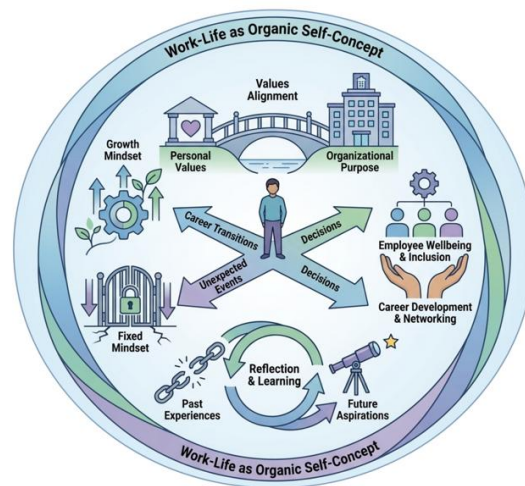 Work-Life as Organic Self-Concept
Values
Alignment
Growth
Mindset
Personal
Values
Organizational
Purpose
Career Transitions
Decisions
Unexpected
Events
Decisions
Employee Wellbeing
& Inclusion
Fixed
Mindset
Career Development
& Networking
Reflection
& Learning
Past
Experiences
Future
Aspirations
Work-Life as Organic Self-Concept